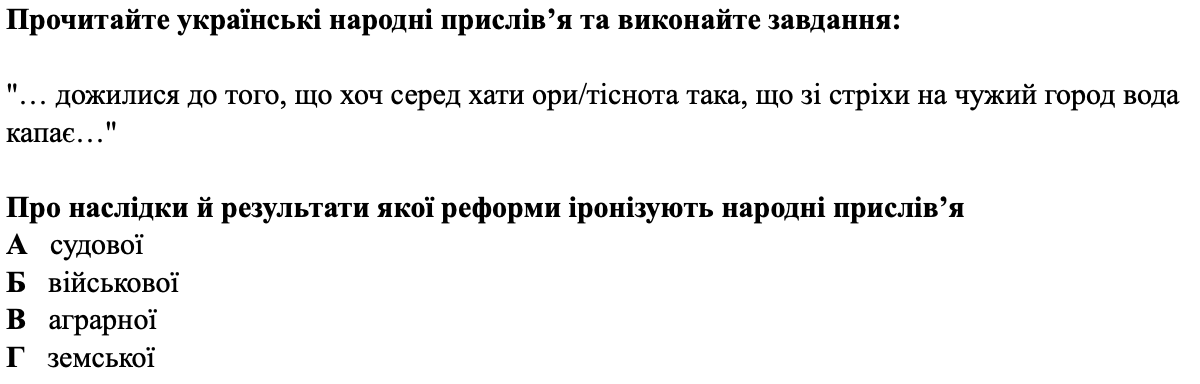 Прочитайте українські народні прислів’я та виконайте завдання:
"… дожилися до того, що хоч серед хати ори/тіснота така, що зі стріхи на чужий город вода
капає…"
Про наслідки й результати якої реформи іронізують народні прислів’я
А судової
Б військової
В аграрної
Г земської